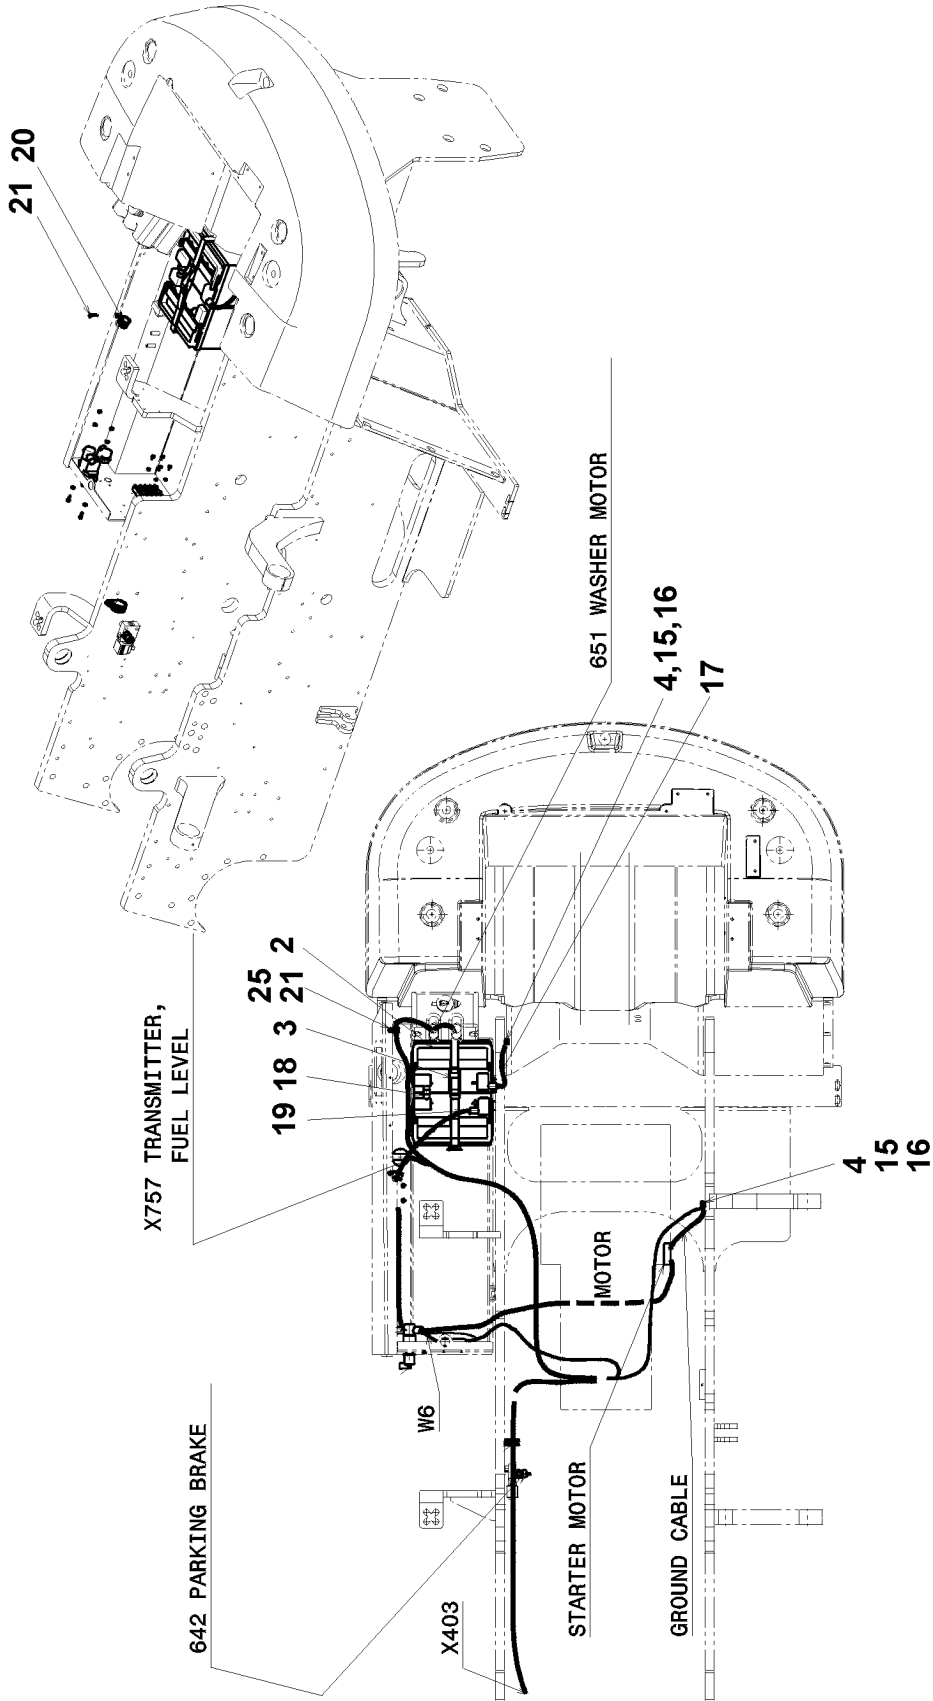 642 PARKING BRAKE
X403
W6
STARTER MOTOR
GROUND CABLE
MOTOR
X757 TRANSMITTER,
FUEL LEVEL
19 18
3
25
21
2
4
15
16
651 WASHER MOTOR
4,15,16
17
21 20